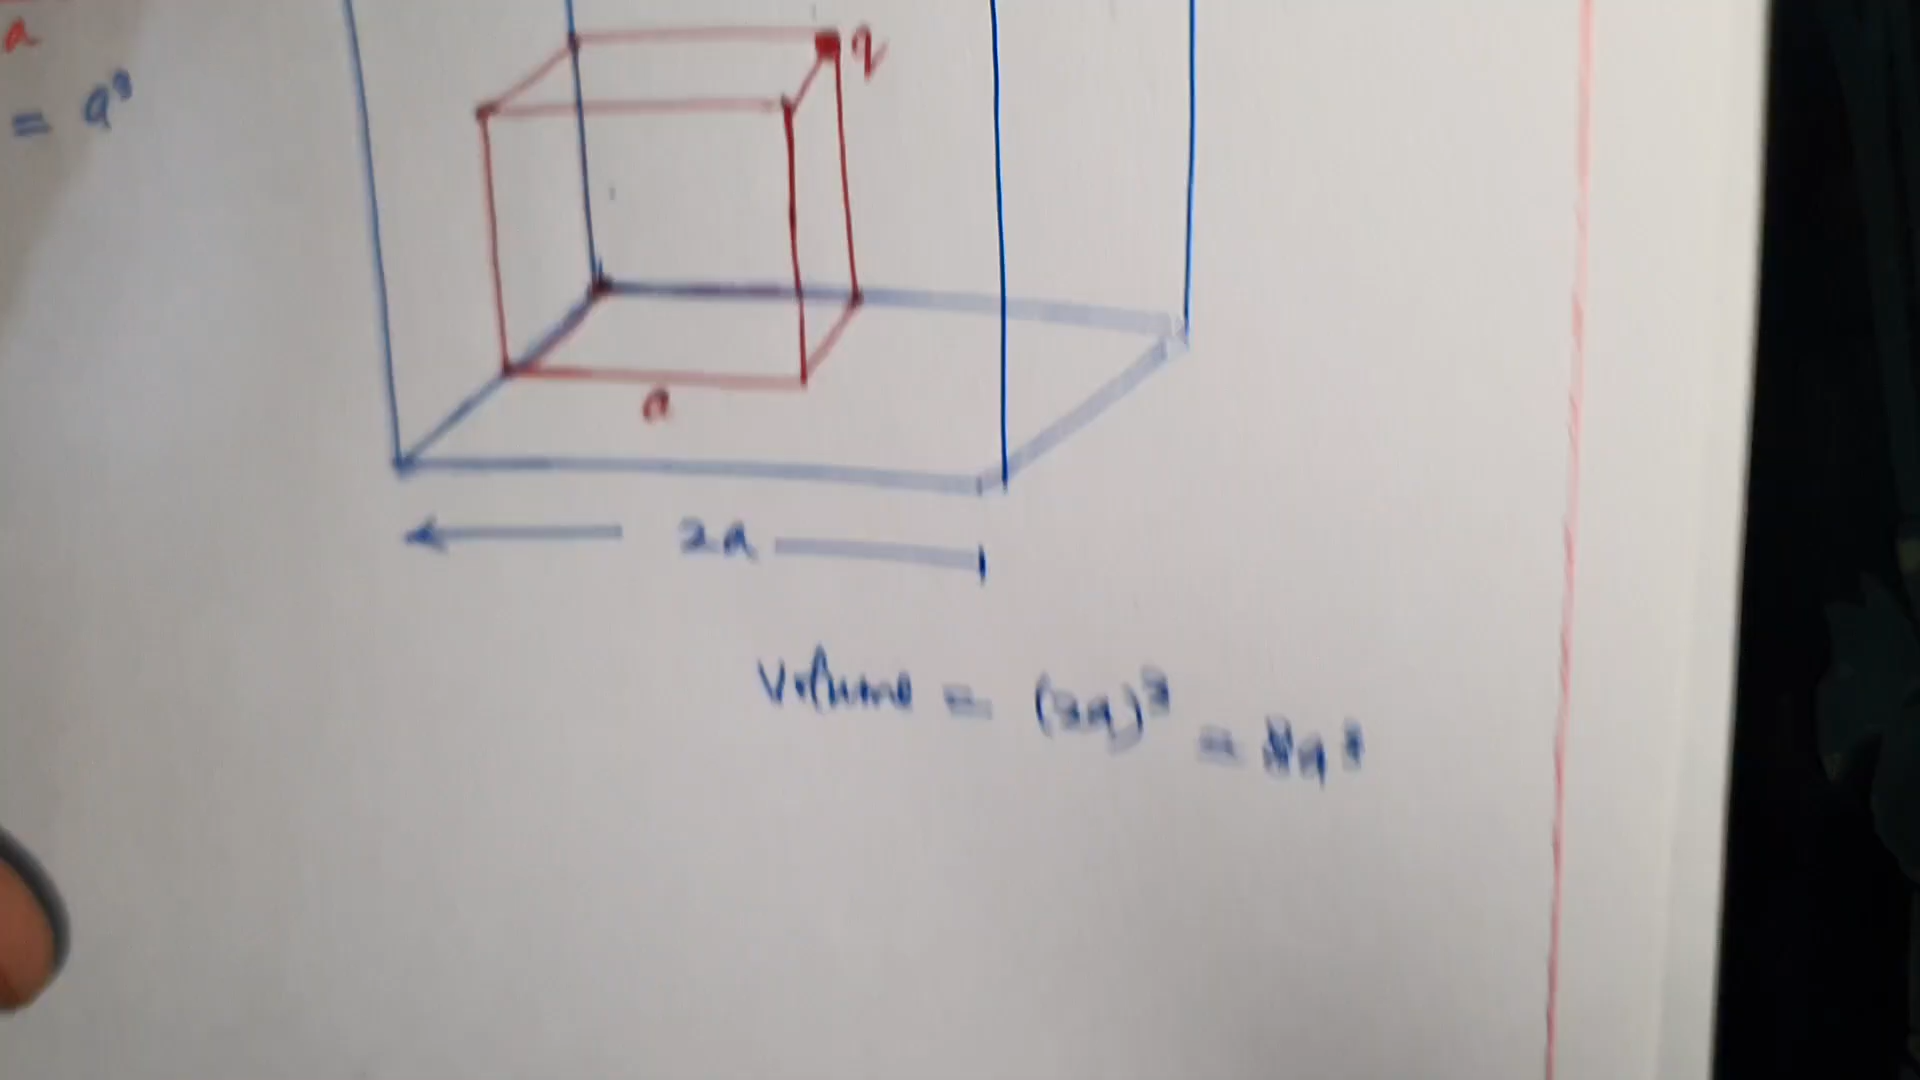 a
= a³
q
a
2a
Volume = (2a)³ = 8a³